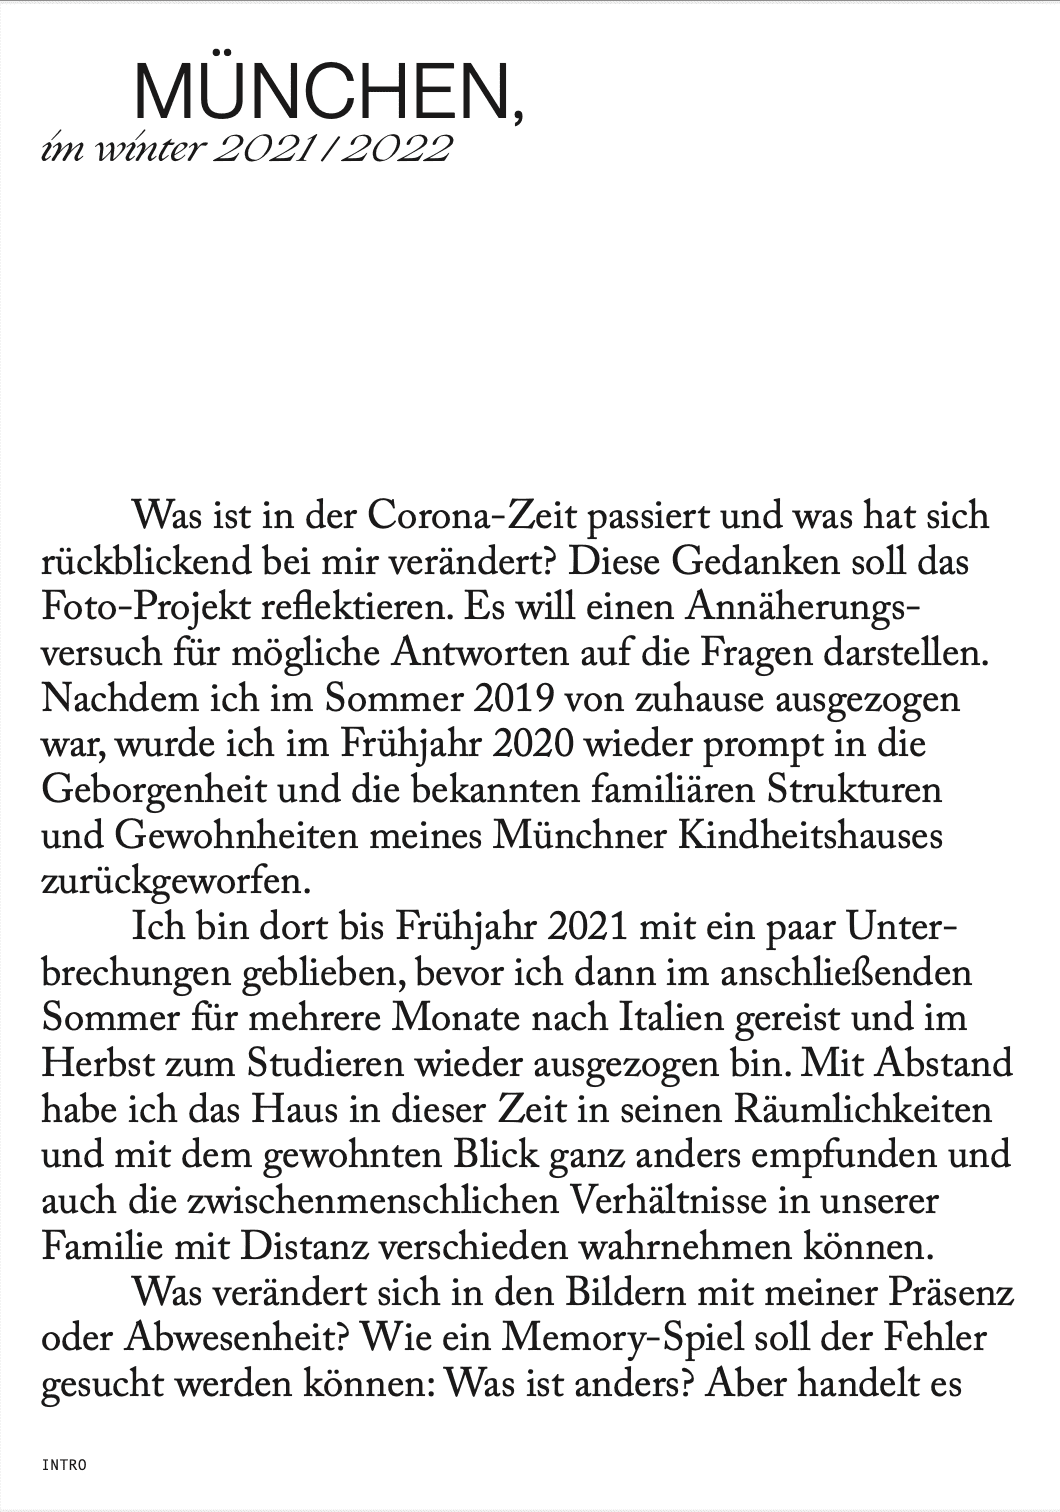 MÜNCHEN,
im winter 2021 / 2022
Was ist in der Corona-Zeit passiert und was hat sich
rückblickend bei mir verändert? Diese Gedanken soll das
Foto-Projekt reflektieren. Es will einen Annäherungs-
versuch für mögliche Antworten auf die Fragen darstellen.
Nachdem ich im Sommer 2019 von zuhause ausgezogen
war, wurde ich im Frühjahr 2020 wieder prompt in die
Geborgenheit und die bekannten familiären Strukturen
und Gewohnheiten meines Münchner Kindheitshauses
zurückgeworfen.
Ich bin dort bis Frühjahr 2021 mit ein paar Unter-
brechungen geblieben, bevor ich dann im anschließenden
Sommer für mehrere Monate nach Italien gereist und im
Herbst zum Studieren wieder ausgezogen bin. Mit Abstand
habe ich das Haus in dieser Zeit in seinen Räumlichkeiten
und mit dem gewohnten Blick ganz anders empfunden und
auch die zwischenmenschlichen Verhältnisse in unserer
Familie mit Distanz verschieden wahrnehmen können.
Was verändert sich in den Bildern mit meiner Präsenz
oder Abwesenheit? Wie ein Memory-Spiel soll der Fehler
gesucht werden können: Was ist anders? Aber handelt es
INTRO